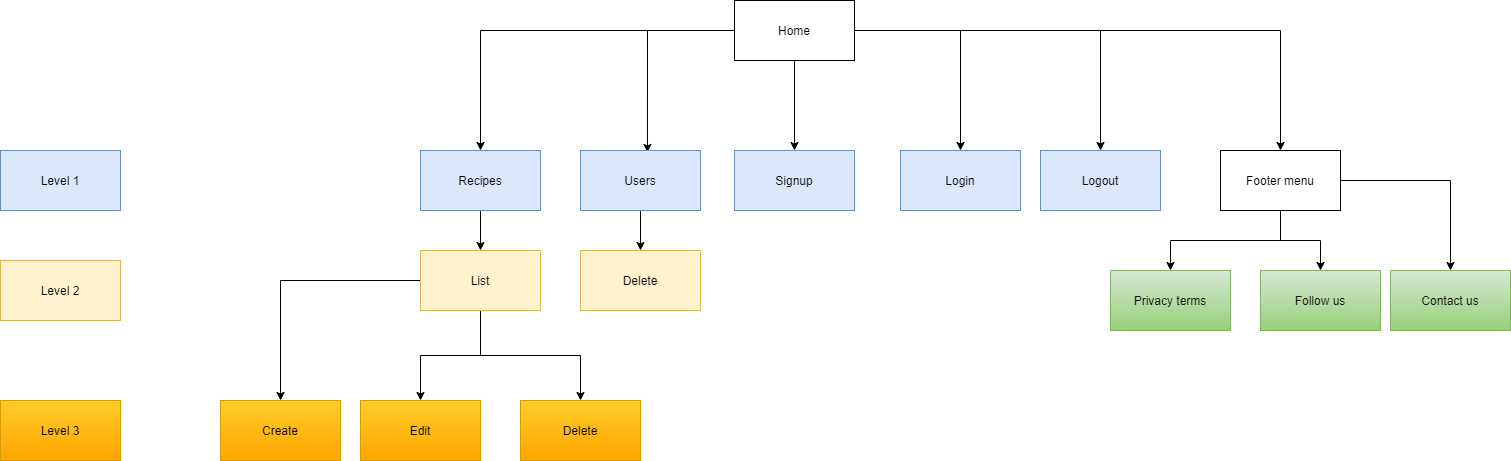 Home
Level 1
Recipes
Users
Signup
Login
Logout
Footer menu
Level 2
List
Delete
Privacy terms
Follow us
Contact us
Level 3
Create
Edit
Delete